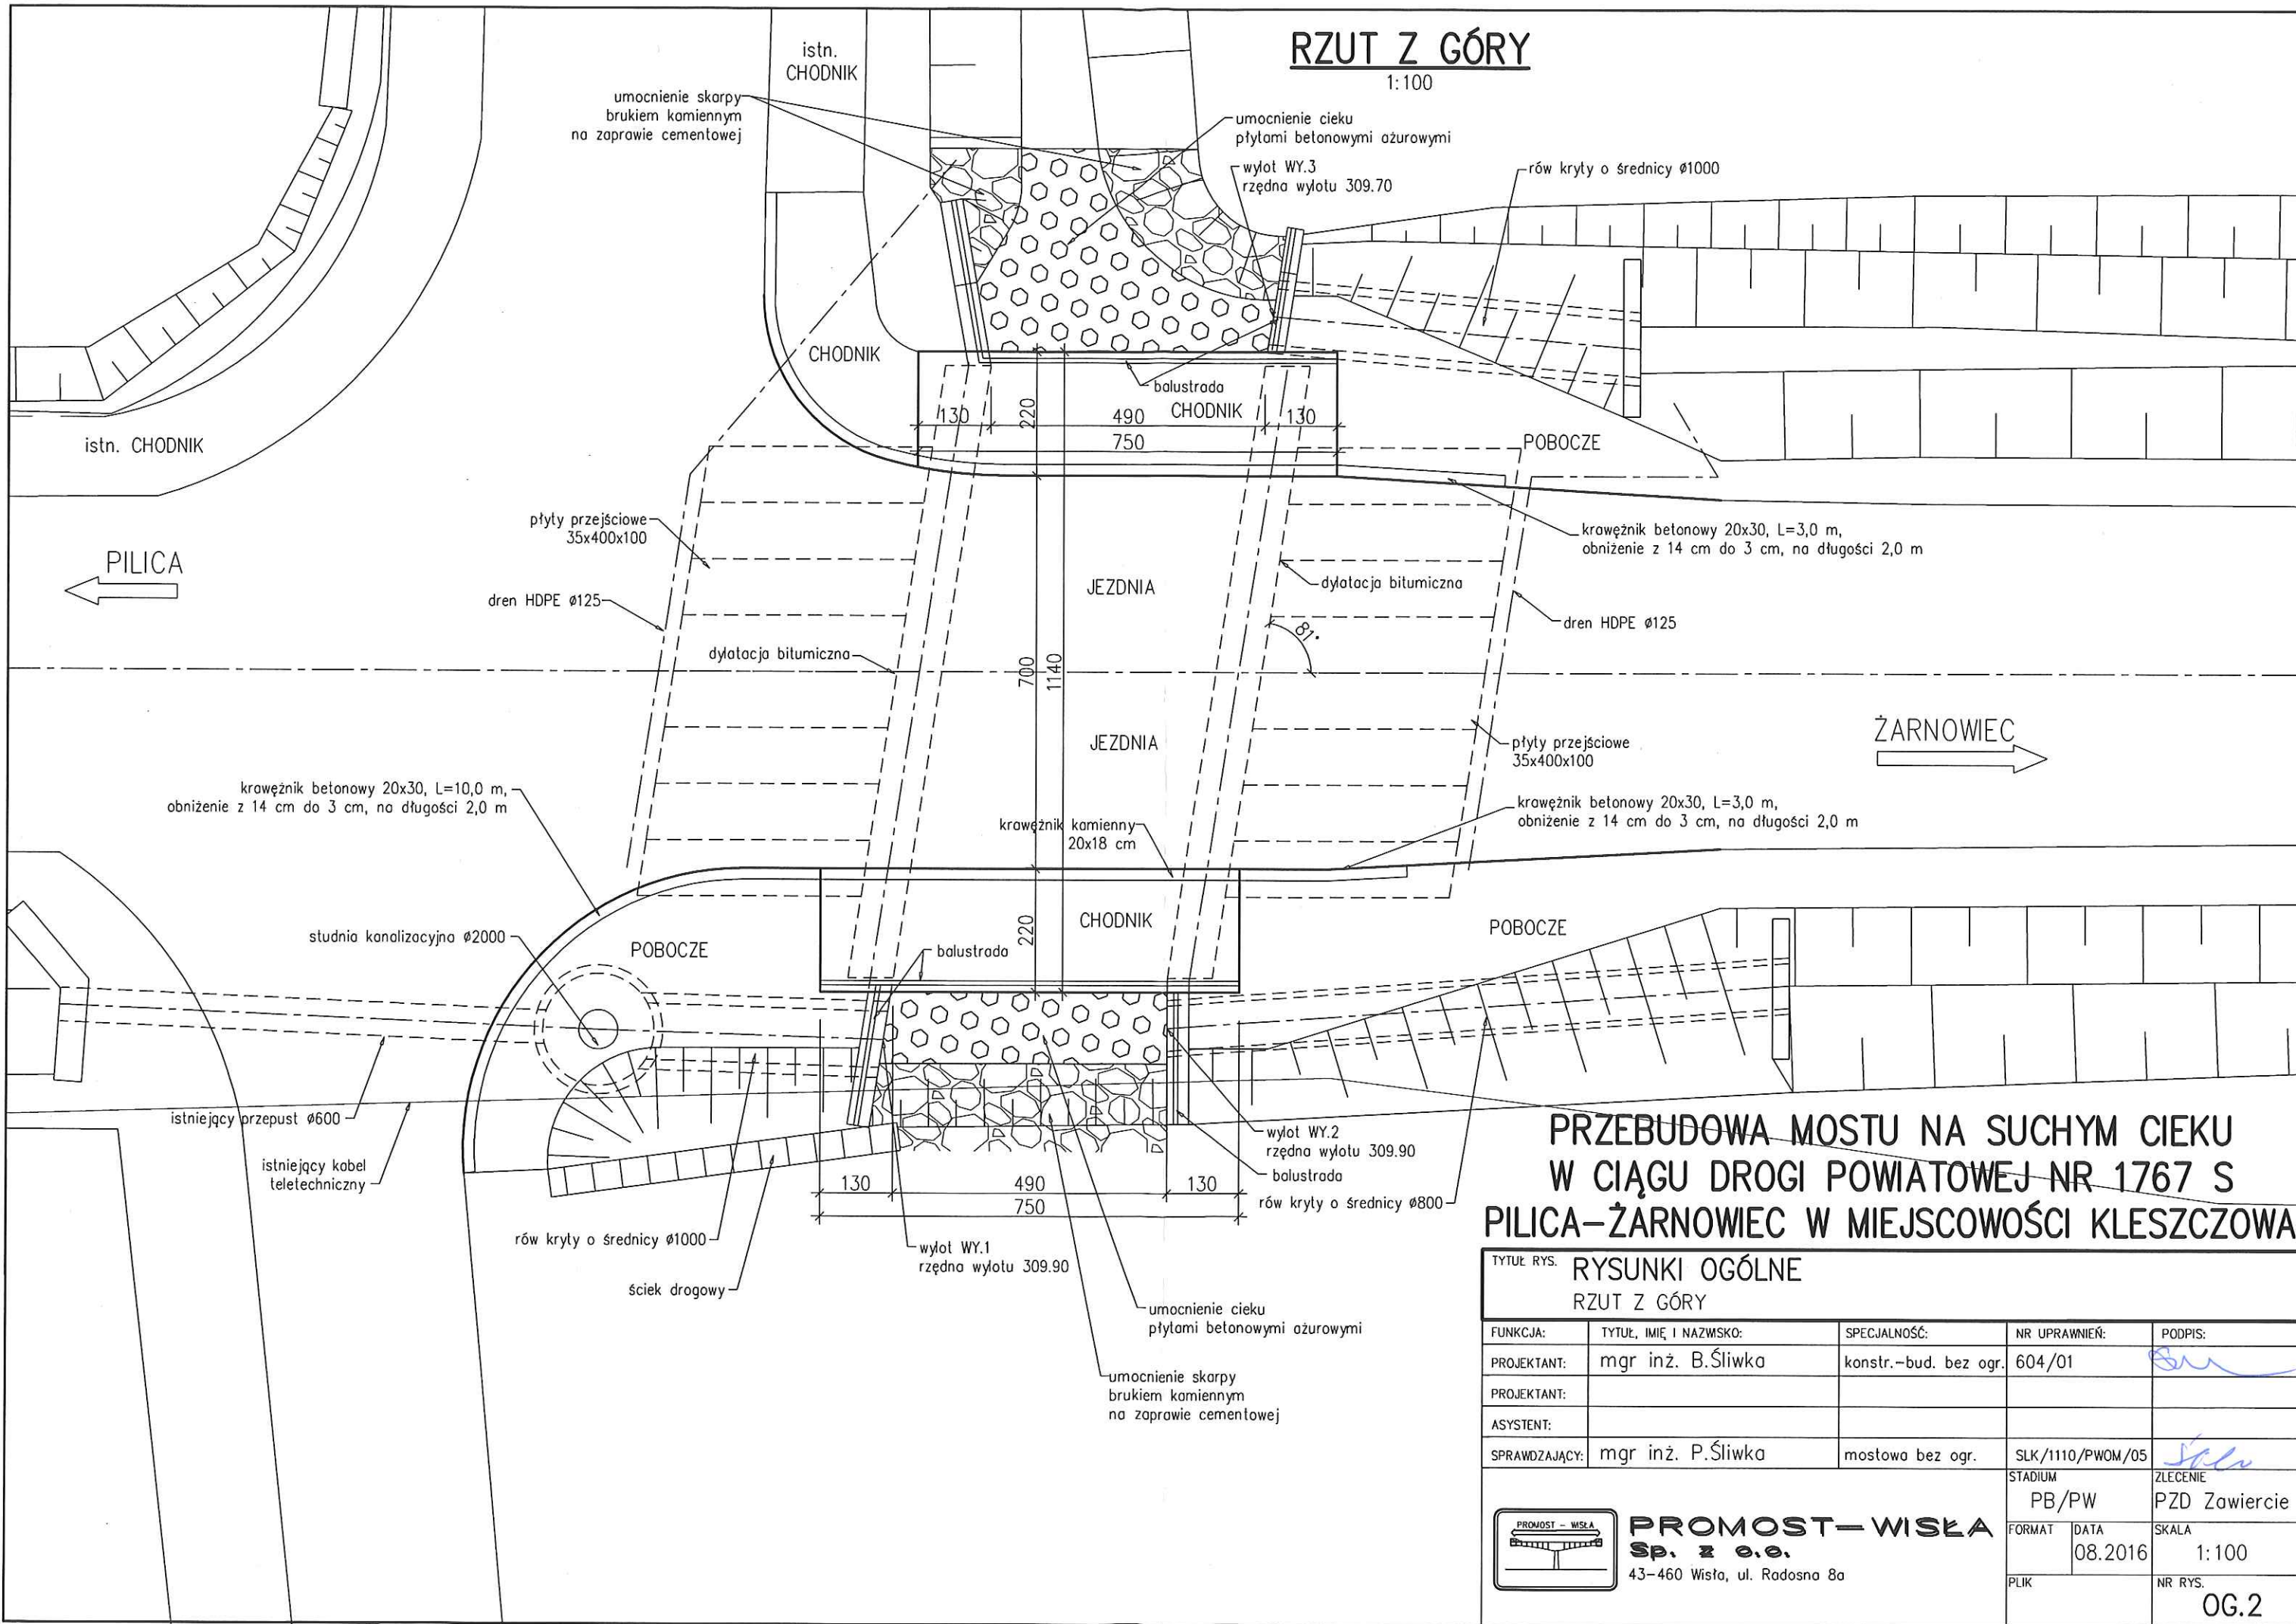 RZUT Z GÓRY
1:100
istn.
CHODNIK
umocnienie skarpy
brukiem kamiennym
na zaprawie cementowej
umocnienie cieku
płytami betonowymi ażurowymi
wylot WY.3
rzędna wylotu 309.70
rów kryty o średnicy ø1000
CHODNIK
balustrada
CHODNIK
130
220
490
130
750
istn. CHODNIK
POBOCZE
płyty przejściowe
35x400x100
krawężnik betonowy 20x30, L=3,0 m,
obniżenie z 14 cm do 3 cm, na długości 2,0 m
PILICA
JEZDNIA
dylatacja bitumiczna
dren HDPE ø125
dren HDPE ø125
81°
dylatacja bitumiczna
700
1140
JEZDNIA
ŻARNOWIEC
płyty przejściowe
35x400x100
krawężnik betonowy 20x30, L=10,0 m,
obniżenie z 14 cm do 3 cm, na długości 2,0 m
krawężnik kamienny
20x18 cm
krawężnik betonowy 20x30, L=3,0 m,
obniżenie z 14 cm do 3 cm, na długości 2,0 m
studnia kanalizacyjna ø2000
POBOCZE
balustrada
220
CHODNIK
POBOCZE
istniejący przepust ø600
istniejący kabel
teletechniczny
wylot WY.2
rzędna wylotu 309.90
balustrada
rów kryty o średnicy ø800
130
490
130
750
rów kryty o średnicy ø1000
wylot WY.1
rzędna wylotu 309.90
ściek drogowy
umocnienie cieku
płytami betonowymi ażurowymi
umocnienie skarpy
brukiem kamiennym
na zaprawie cementowej
PRZEBUDOWA MOSTU NA SUCHYM CIEKU
W CIĄGU DROGI POWIATOWEJ NR 1767 S
PILICA-ŻARNOWIEC W MIEJSCOWOŚCI KLESZCZOWA
TYTUŁ RYS. RYSUNKI OGÓLNE
RZUT Z GÓRY
FUNKCJA: TYTUŁ, IMIĘ I NAZWISKO: SPECJALNOŚĆ: NR UPRAWNIEŃ: PODPIS:
PROJEKTANT: mgr inż. B.Śliwka konstr.-bud. bez ogr. 604/01
PROJEKTANT:
ASYSTENT:
SPRAWDZAJĄCY: mgr inż. P.Śliwka mostowa bez ogr. SLK/1110/PWOM/05
PROMOST - WISŁA
PROMOST-WISŁA
Sp. z o.o.
43-460 Wisła, ul. Radosna 8a
STADIUM ZLECENIE
PB/PW PZD Zawiercie
FORMAT DATA SKALA
08.2016 1:100
PLIK NR RYS.
OG.2